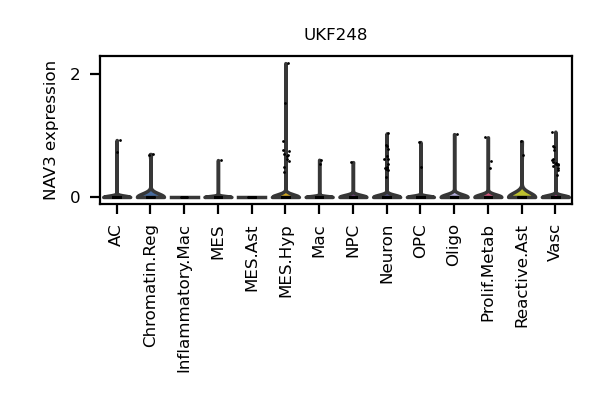 UKF248
NAV3 expression
2
0
AC
Chromatin.Reg
Inflammatory.Mac
MES
MES.Ast
MES.Hyp
Mac
NPC
Neuron
OPC
Oligo
Prolif.Metab
Reactive.Ast
Vasc